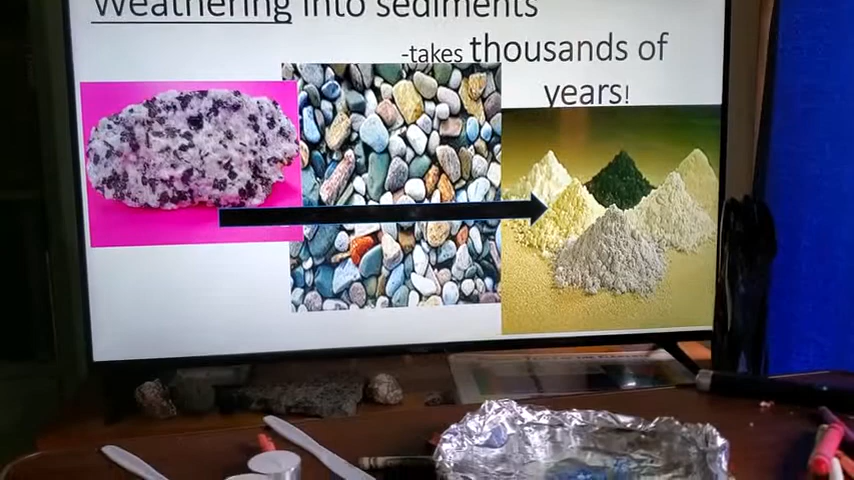 Weathering into sediments
-takes thousands of
years!